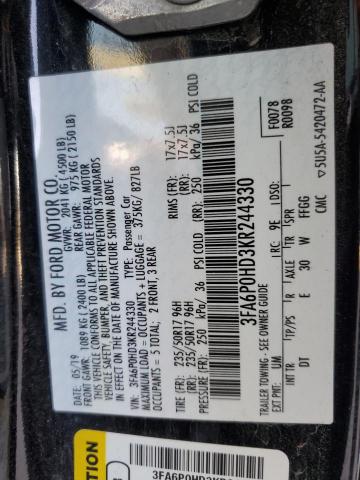 MFD. BY FORD MOTOR CO.
DATE: 05/19 GVWR: 2041 KG (4500 LB)
FRONT GAWR: 1089 KG (2400 LB) REAR GAWR: 975 KG (2150 LB)
THIS VEHICLE CONFORMS TO ALL APPLICABLE FEDERAL MOTOR
VEHICLE SAFETY, BUMPER, AND THEFT PREVENTION STANDARDS
IN EFFECT ON THE DATE OF MANUFACTURE SHOWN ABOVE.
VIN: 3FA6P0HD3KR244330 TYPE: Passenger Car
MAXIMUM LOAD = OCCUPANTS + LUGGAGE = 375KG/ 827LB
OCCUPANTS: 5 TOTAL; 2 FRONT, 3 REAR
TIRE (FR): 235/50R17 96H RIMS (FR): 17x7.5J
TIRE (RR): 235/50R17 96H RIMS (RR): 17x7.5J
PRESSURE (FR): 250 kPa/ 36 PSI COLD (RR): 250 kPa/ 36 PSI COLD
3FA6P0HD3KR244330
F0078
R0098
TRAILER TOWING - SEE OWNER GUIDE
EXT PNT: UM RC: 9E DSO: LD330
INT TR TP/PS R AXLE TR SPR
DT E 30 W FFGG
CMC 5U5A-5420472-AA
3FA6P0HD3KR